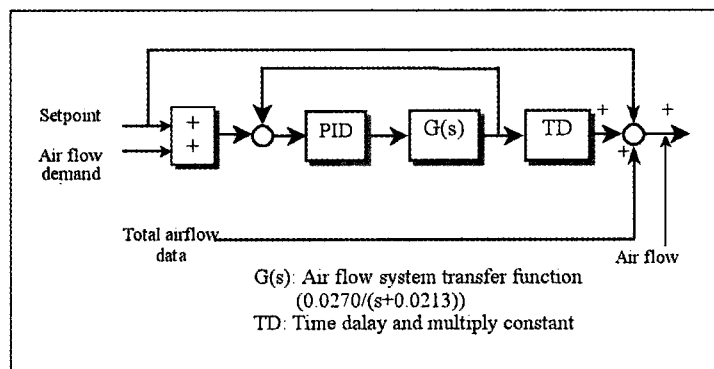 Setpoint
Air flow
demand
+
+
PID
G(s)
TD
+
+
+
Total airflow
data
Air flow
G(s): Air flow system transfer function
(0.0270/(s+0.0213))
TD: Time dalay and multiply constant